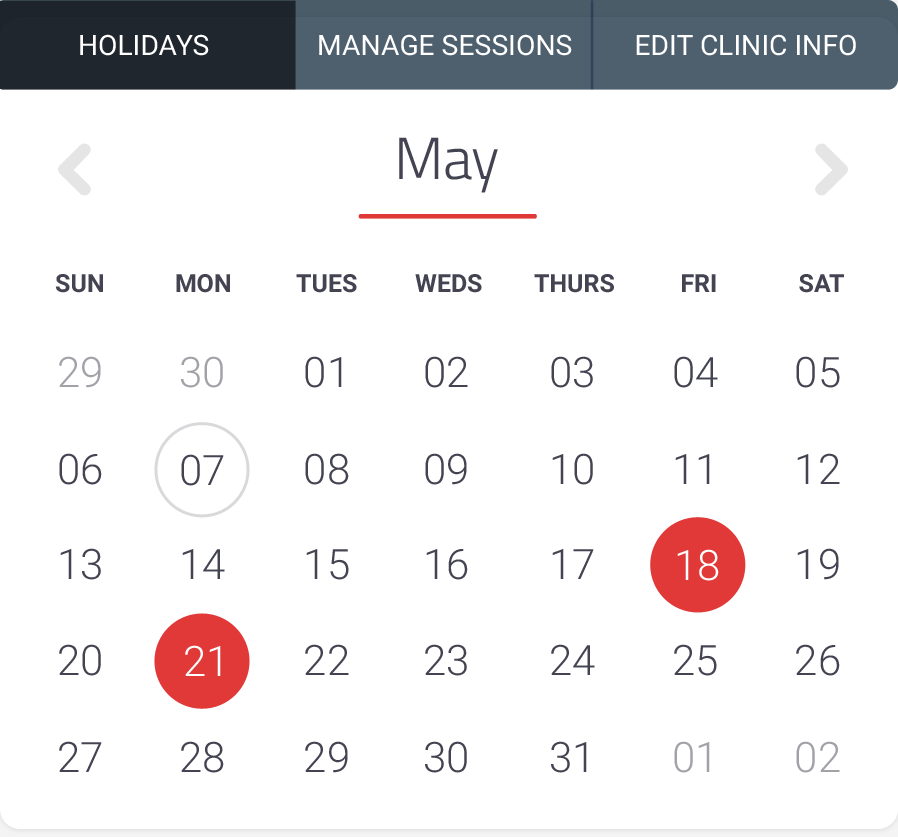 HOLIDAYS MANAGE SESSIONS EDIT CLINIC INFO
May
SUN MON TUES WEDS THURS FRI SAT
29 30 01 02 03 04 05
06 07 08 09 10 11 12
13 14 15 16 17 18 19
20 21 22 23 24 25 26
27 28 29 30 31 01 02